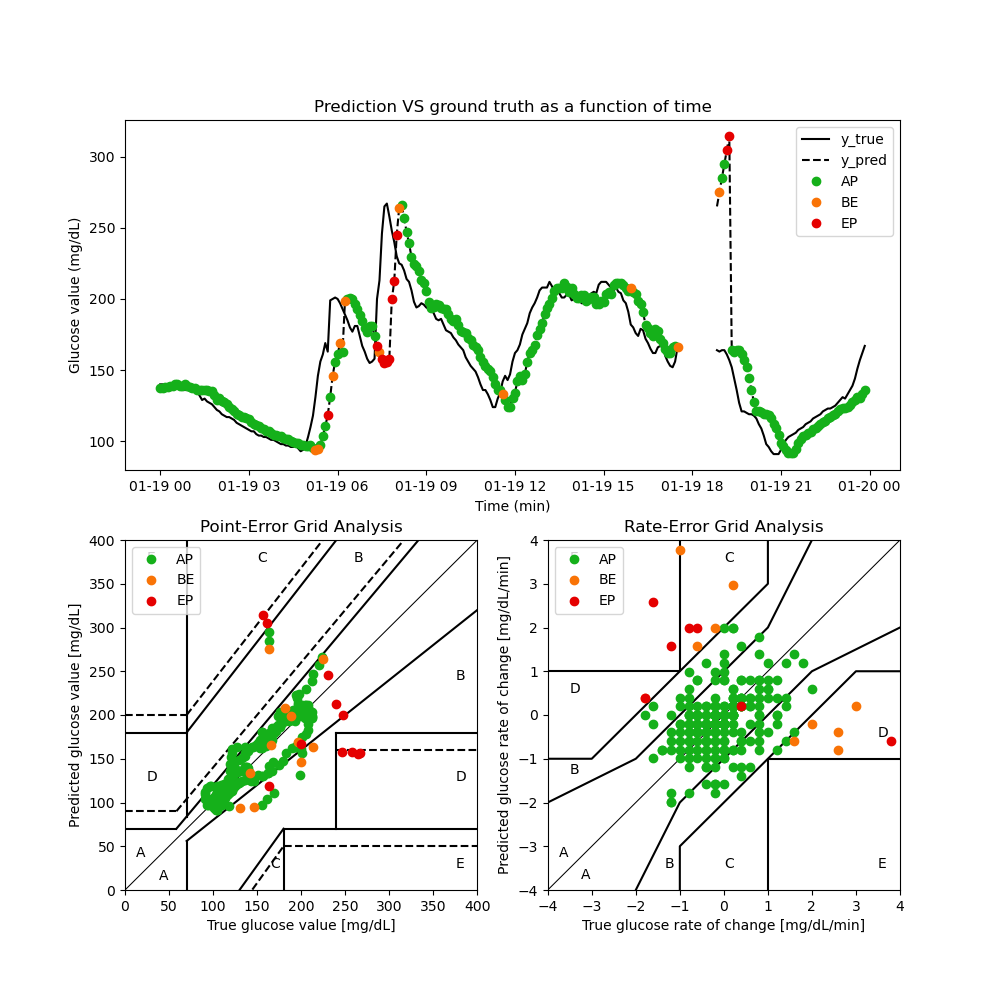 Prediction VS ground truth as a function of time
Glucose value (mg/dL)
300
250
200
150
100
y_true
y_pred
AP
BE
EP
01-19 00 01-19 03 01-19 06 01-19 09 01-19 12 01-19 15 01-19 18 01-19 21 01-20 00
Time (min)
Point-Error Grid Analysis
Predicted glucose value [mg/dL]
400
350
300
250
200
150
100
50
0
AP
BE
EP
C
B
B
D
D
A
A
C
E
0 50 100 150 200 250 300 350 400
True glucose value [mg/dL]
Rate-Error Grid Analysis
Predicted glucose rate of change [mg/dL/min]
4
3
2
1
0
−1
−2
−3
−4
AP
BE
EP
C
D
D
B
A
A
B
C
E
−4 −3 −2 −1 0 1 2 3 4
True glucose rate of change [mg/dL/min]